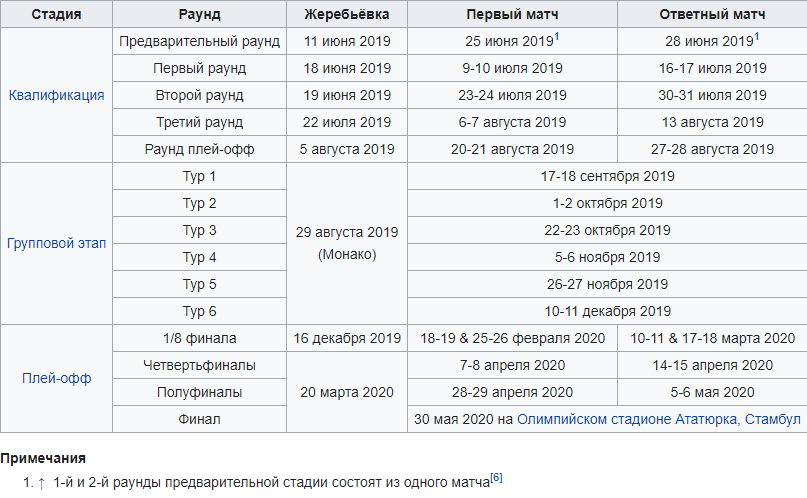 Стадия Раунд Жеребьёвка Первый матч Ответный матч
Квалификация
Предварительный раунд 11 июня 2019 25 июня 2019¹ 28 июня 2019¹
Первый раунд 18 июня 2019 9-10 июля 2019 16-17 июля 2019
Второй раунд 19 июня 2019 23-24 июля 2019 30-31 июля 2019
Третий раунд 22 июля 2019 6-7 августа 2019 13 августа 2019
Раунд плей-офф 5 августа 2019 20-21 августа 2019 27-28 августа 2019
Групповой этап
Тур 1 17-18 сентября 2019
Тур 2 1-2 октября 2019
Тур 3 22-23 октября 2019
29 августа 2019
(Монако)
Тур 4 5-6 ноября 2019
Тур 5 26-27 ноября 2019
Тур 6 10-11 декабря 2019
Плей-офф
1/8 финала 16 декабря 2019 18-19 & 25-26 февраля 2020 10-11 & 17-18 марта 2020
Четвертьфиналы 7-8 апреля 2020 14-15 апреля 2020
Полуфиналы 20 марта 2020 28-29 апреля 2020 5-6 мая 2020
Финал 30 мая 2020 на Олимпийском стадионе Ататюрка, Стамбул
Примечания
1. ↑ 1-й и 2-й раунды предварительной стадии состоят из одного матча[6]